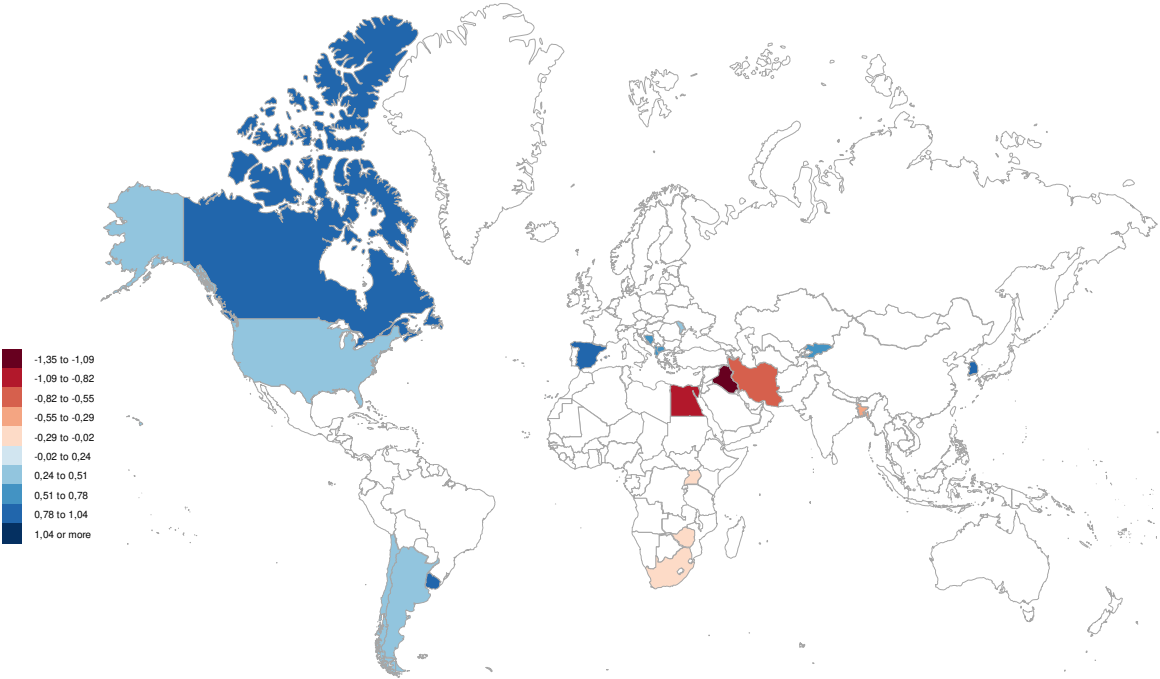 -1,35 to -1,09
-1,09 to -0,82
-0,82 to -0,55
-0,55 to -0,29
-0,29 to -0,02
-0,02 to 0,24
0,24 to 0,51
0,51 to 0,78
0,78 to 1,04
1,04 or more